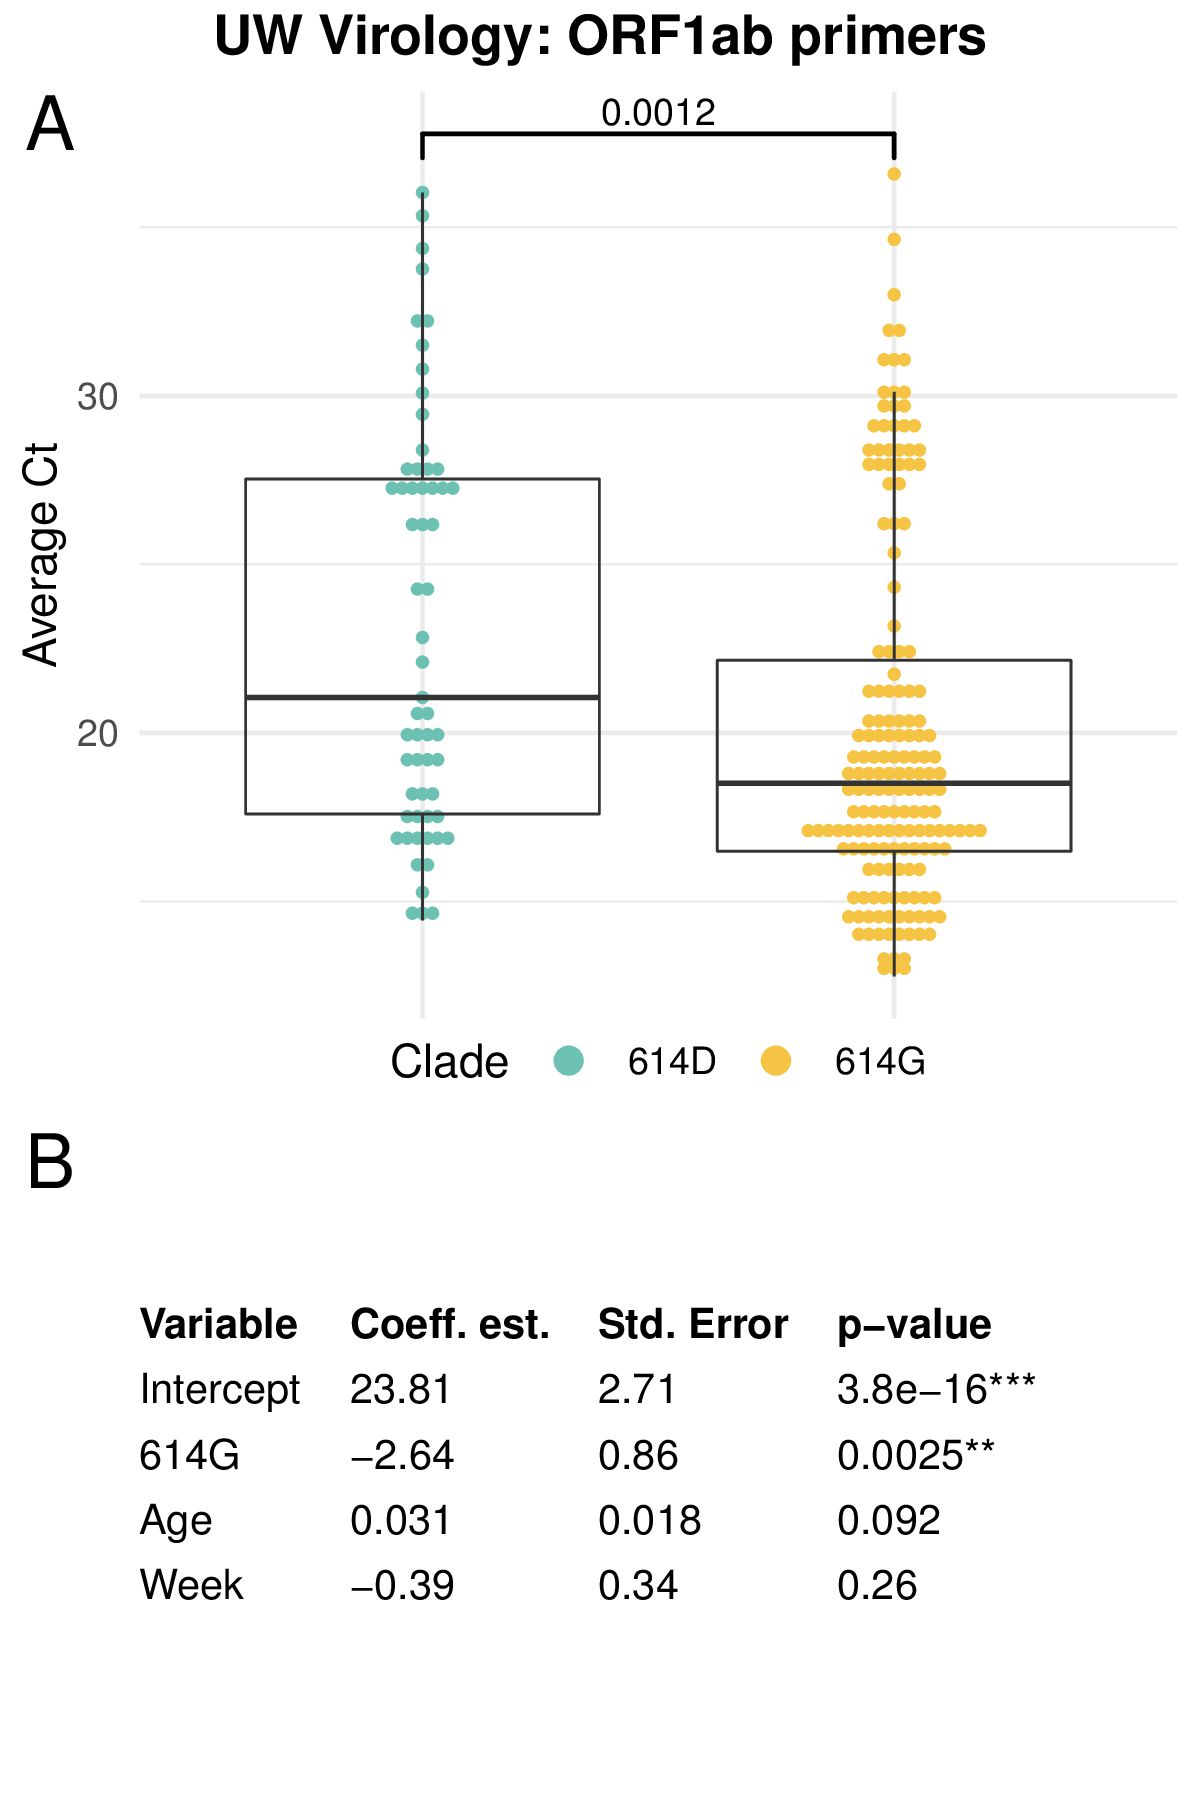 UW Virology: ORF1ab primers
A
0.0012
30
20
Average Ct
Clade 614D 614G
B
Variable Coeff. est. Std. Error p−value
Intercept 23.81 2.71 3.8e−16***
614G −2.64 0.86 0.0025**
Age 0.031 0.018 0.092
Week −0.39 0.34 0.26